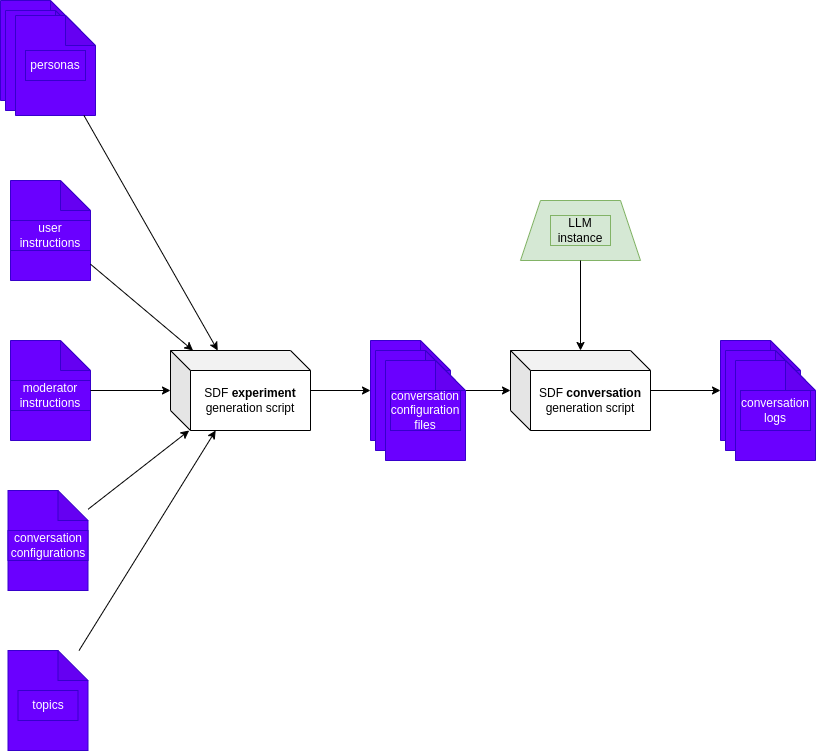 personas
user
instructions
moderator
instructions
conversation
configurations
topics
SDF experiment
generation script
conversation
configuration
files
LLM
instance
SDF conversation
generation script
conversation
logs